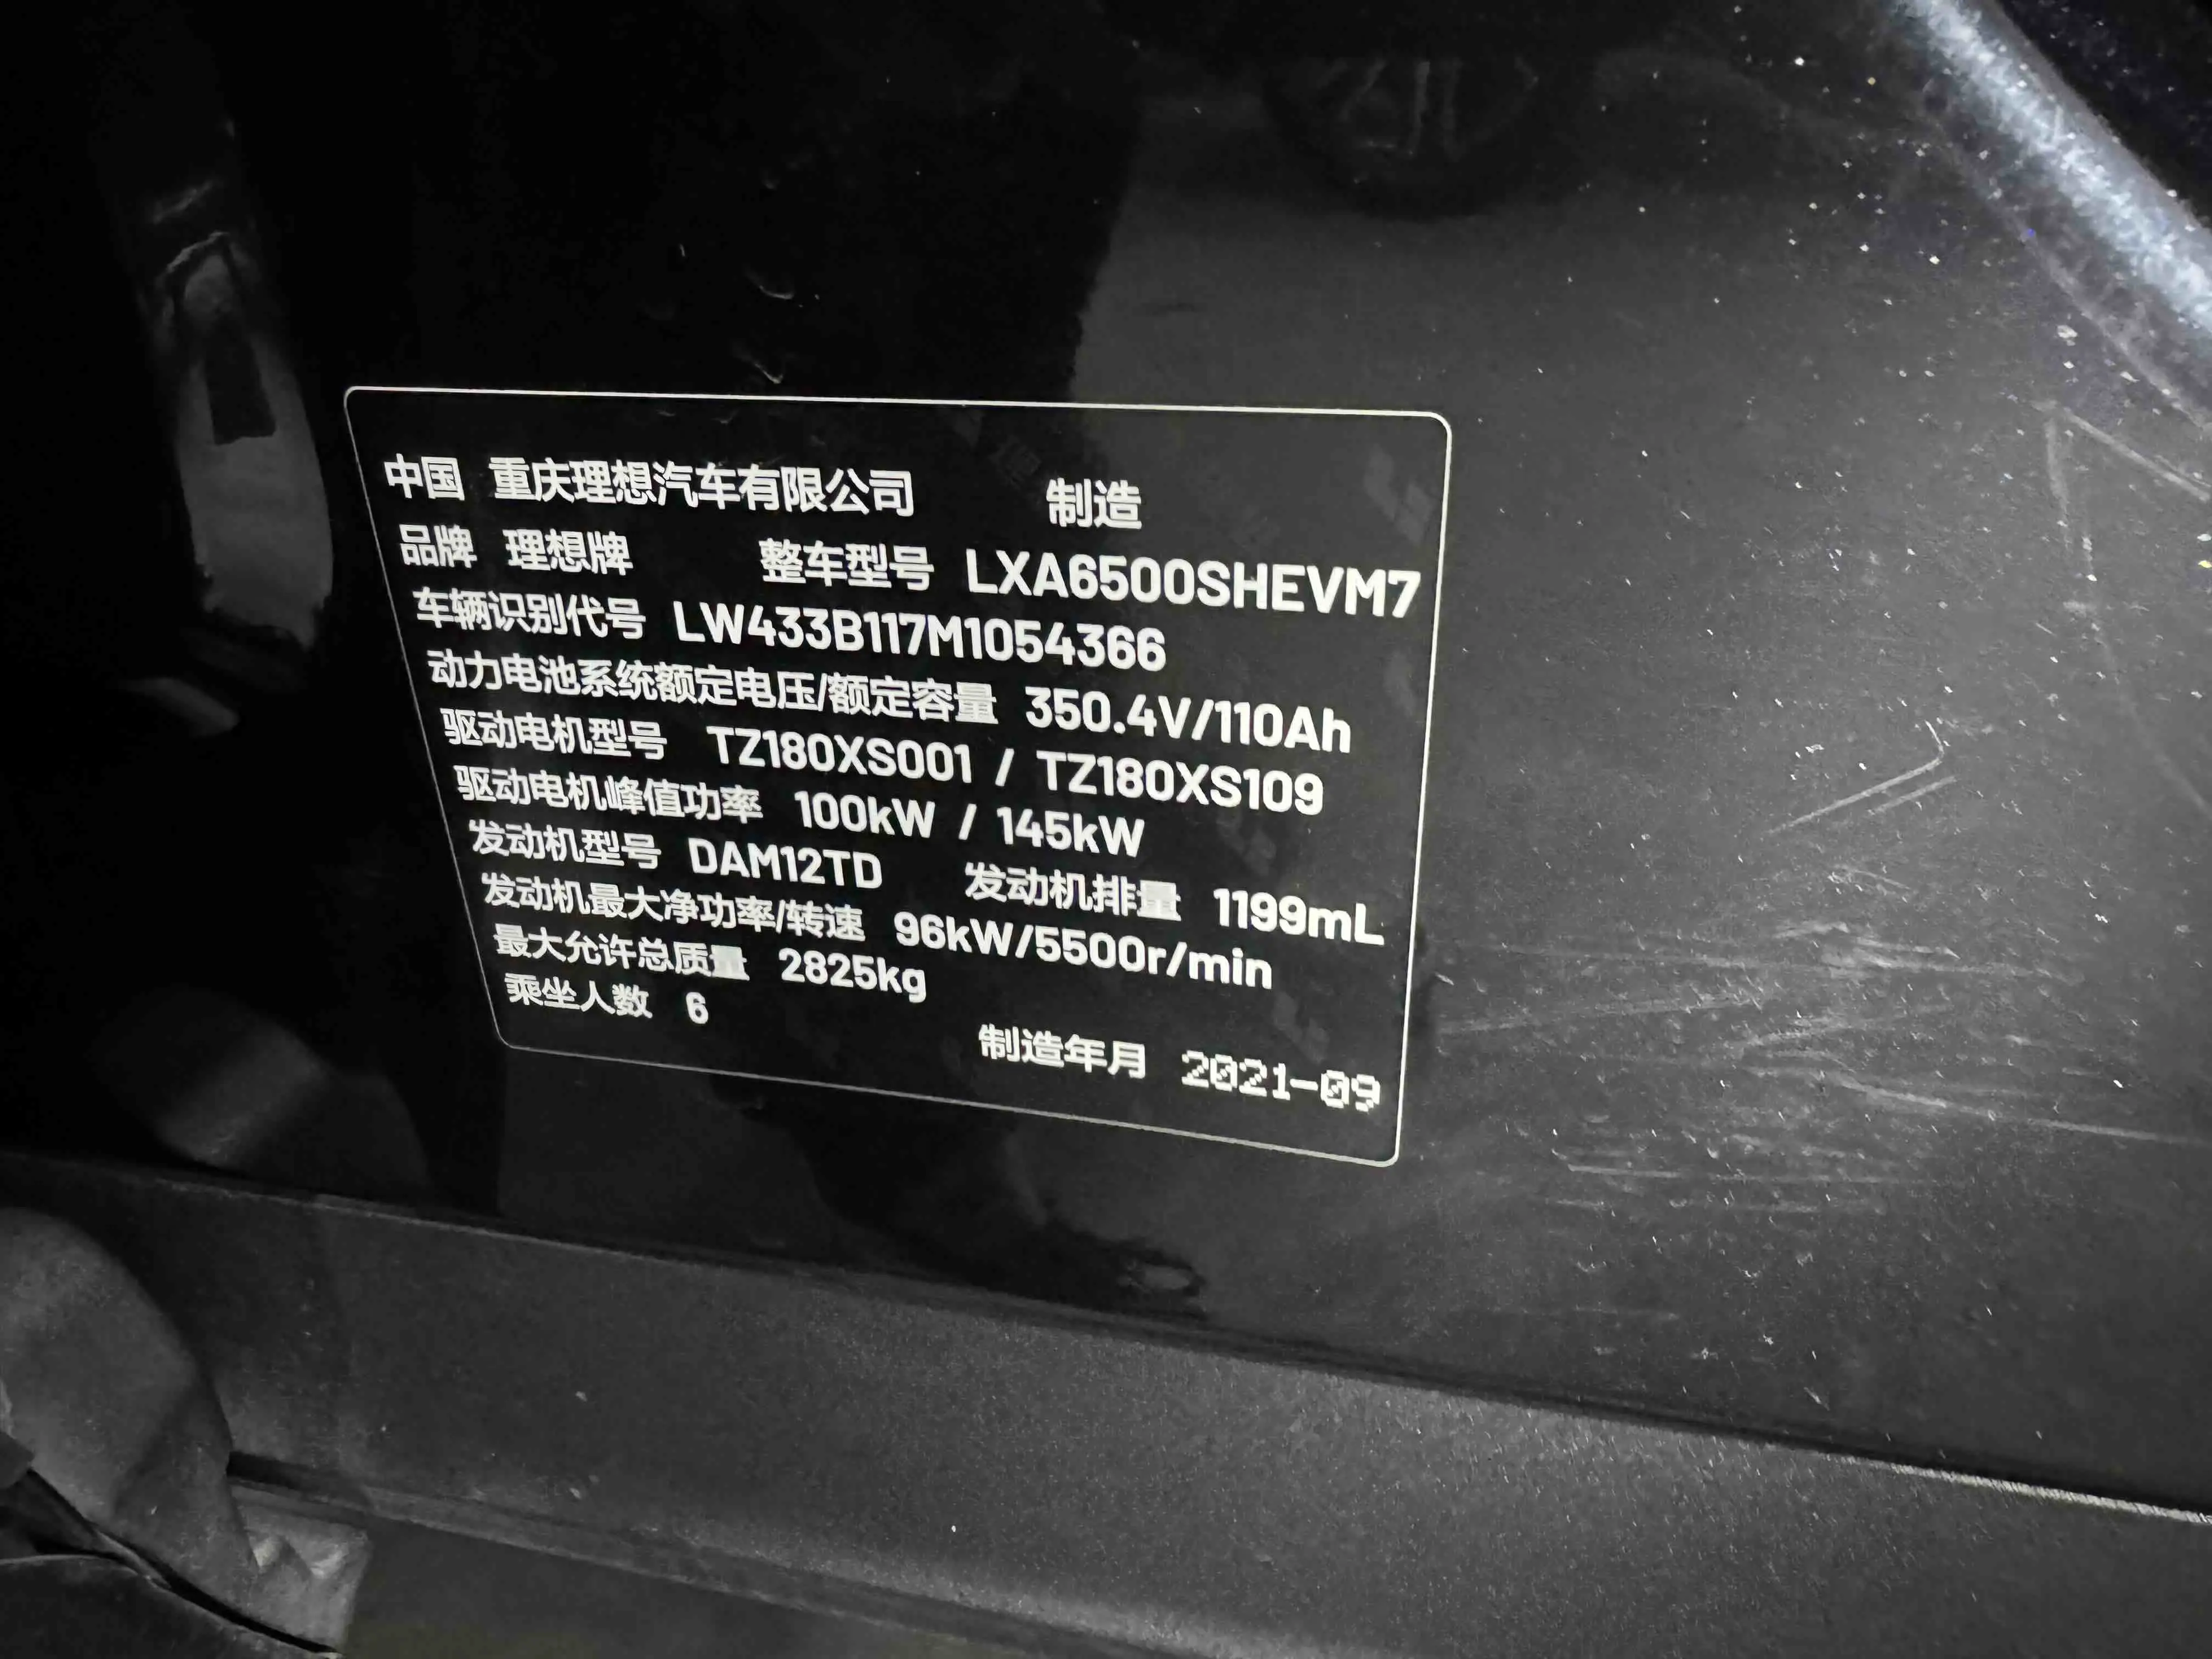 中国 重庆理想汽车有限公司 制造
品牌 理想牌 整车型号 LXA6500SHEVM7
车辆识别代号 LW433B117M1054366
动力电池系统额定电压/额定容量 350.4V/110Ah
驱动电机型号 TZ180XS001 / TZ180XS109
驱动电机峰值功率 100kW / 145kW
发动机型号 DAM12TD 发动机排量 1199mL
发动机最大净功率/转速 96kW/5500r/min
最大允许总质量 2825kg
乘坐人数 6
制造年月 2021-09